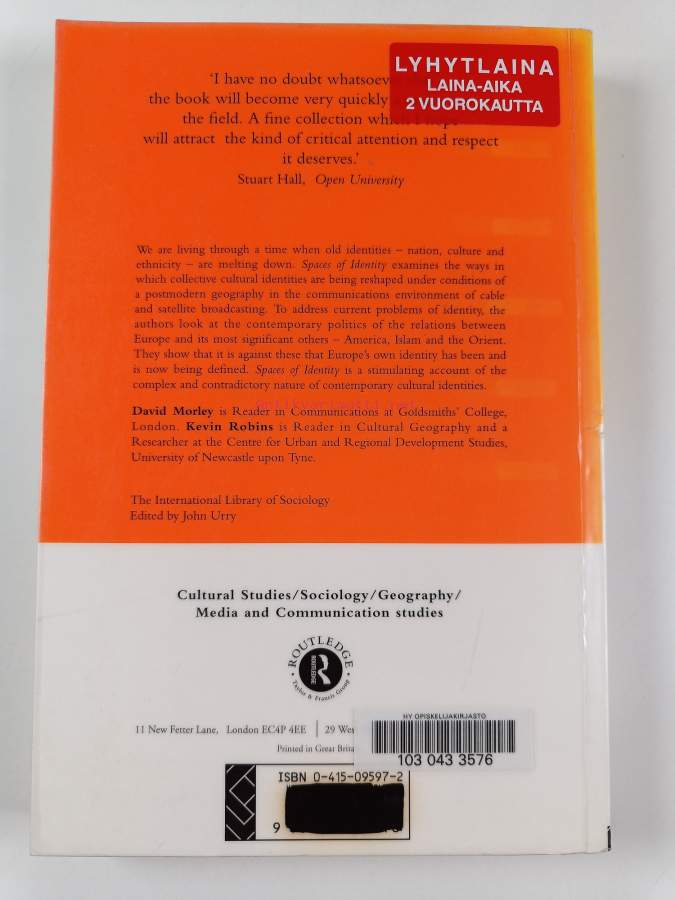 LYHYTLAINA
LAINA-AIKA
2 VUOROKAUTTA
'I have no doubt
the book will become very quickly
the field. A fine collection
will attract the kind of critical attention and respect
it deserves.'
Stuart Hall, Open University
We are living through a time when old identities – nation, culture and
ethnicity – are melting down. Spaces of Identity examines the ways in
which collective cultural identities are being reshaped under conditions of
a postmodern geography in the communications environment of cable
and satellite broadcasting. To address current problems of identity, the
authors look at the contemporary politics of the relations between
Europe and its most significant others – America, Islam and the Orient.
They show that it is against these that Europe's own identity has been and
is now being defined. Spaces of Identity is a stimulating account of the
complex and contradictory nature of contemporary cultural identities.
David Morley is Reader in Communications at Goldsmiths' College,
London. Kevin Robins is Reader in Cultural Geography and a
Researcher at the Centre for Urban and Regional Development Studies,
University of Newcastle upon Tyne.
The International Library of Sociology
Edited by John Urry
Cultural Studies/Sociology/Geography/
Media and Communication studies
ROUTLEDGE
ROUTLEDGE
Taylor & Francis Group
11 New Fetter Lane, London EC4P 4EE | 29
Printed in Great
HY OPISKELIJAKIRJASTO
103 043 3576
ISBN 0-415-09597-2
9